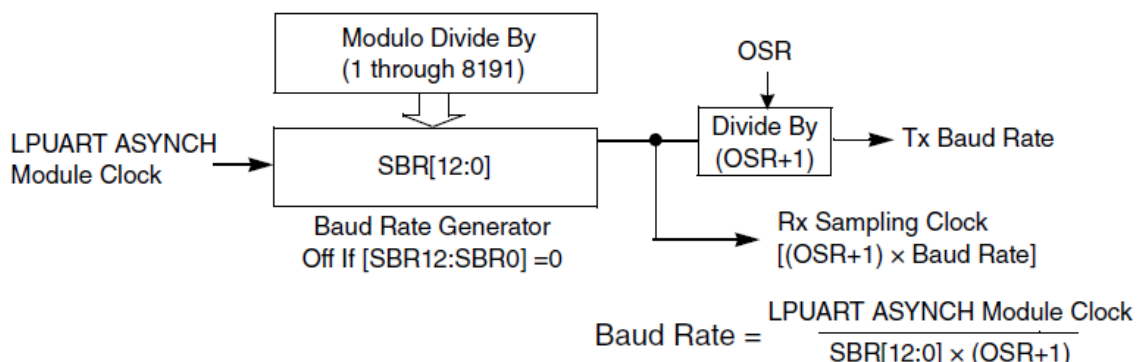 Modulo Divide By
(1 through 8191)
OSR
LPUART ASYNCH
Module Clock
SBR[12:0]
Divide By
(OSR+1)
Tx Baud Rate
Baud Rate Generator
Off If [SBR12:SBR0] =0
Rx Sampling Clock
[(OSR+1) × Baud Rate]
Baud Rate = LPUART ASYNCH Module Clock
SBR[12:0] × (OSR+1)